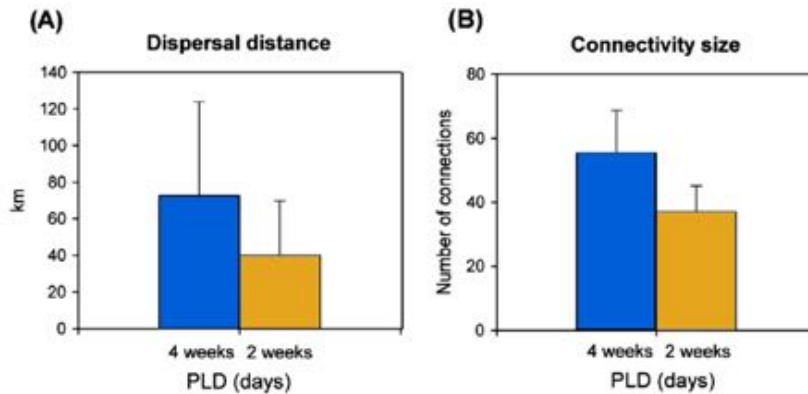 (A)
Dispersal distance
140
120
100
80
60
40
20
0
km
4 weeks 2 weeks
PLD (days)
(B)
Connectivity size
80
60
40
20
0
Number of connections
4 weeks 2 weeks
PLD (days)